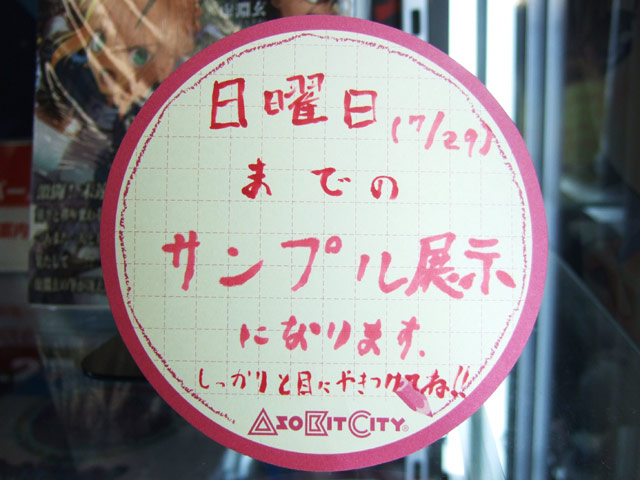 日曜日(7/29)
までの
サンプル展示
になります.
しっかりと目にやきつけてね!!
ASOBITCITY